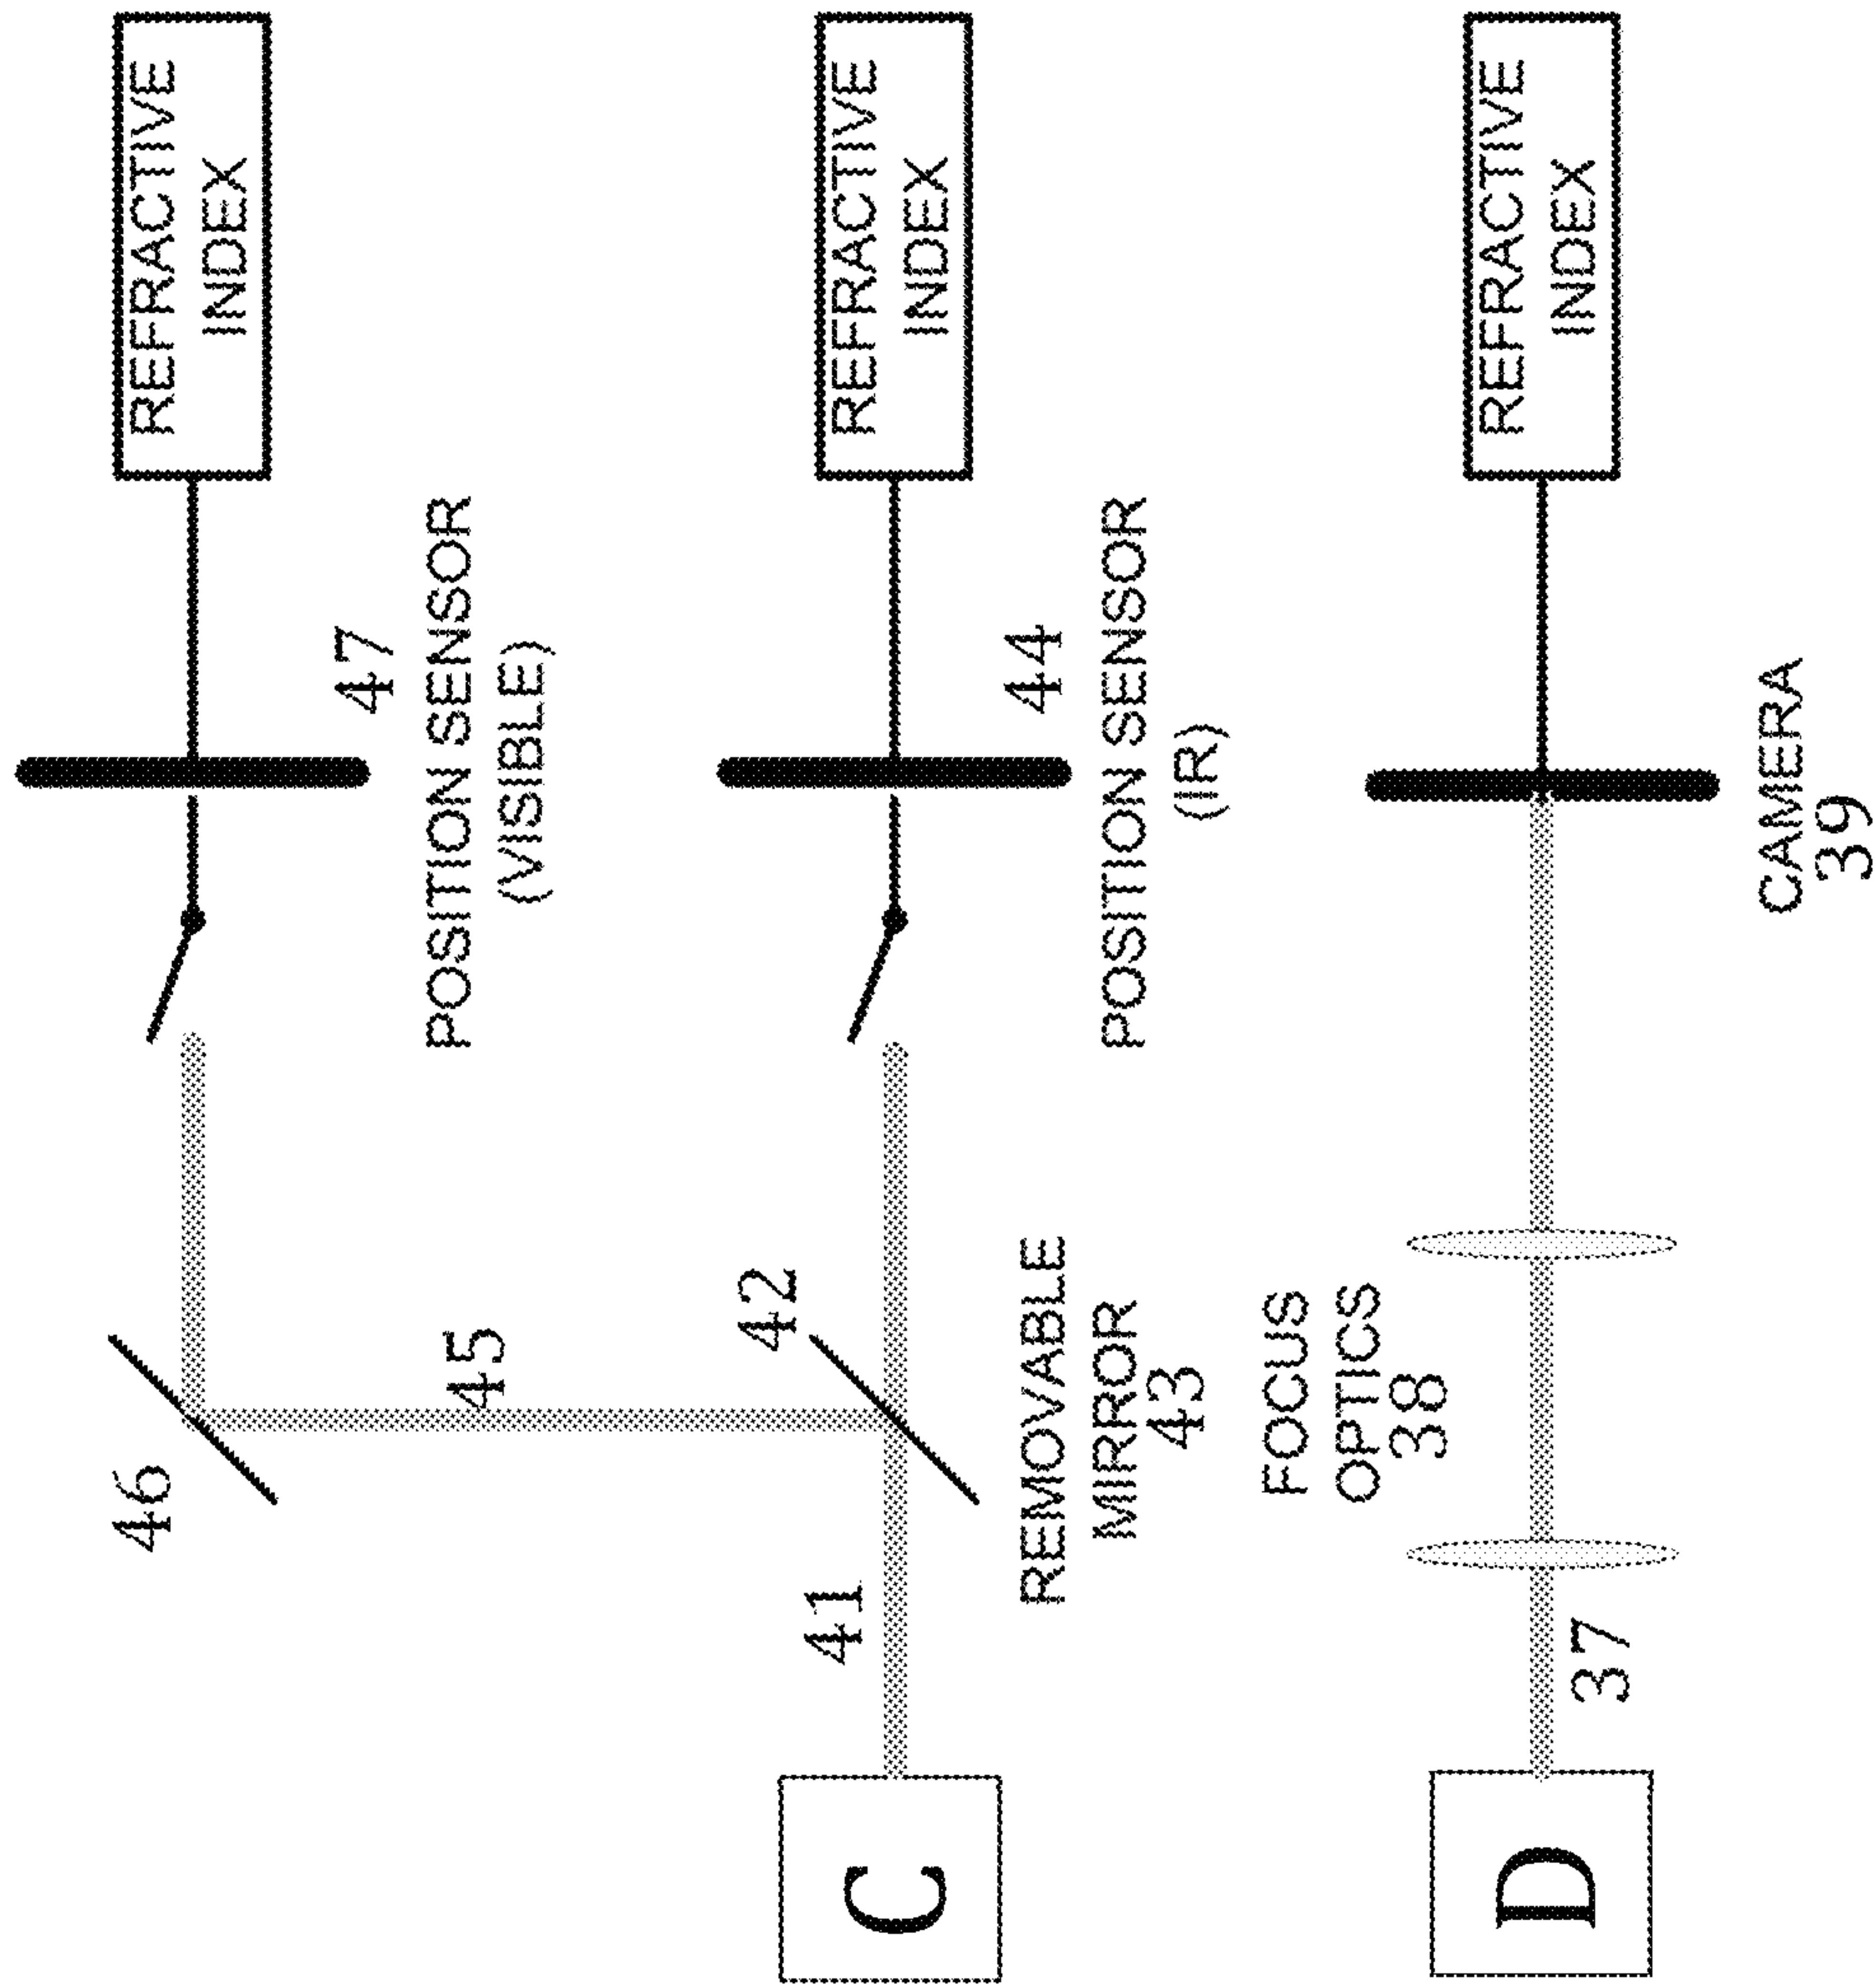 REFRACTIVE
INDEX
47
POSITION SENSOR
(VISIBLE)
46
45
C
41
42
REMOVABLE
MIRROR
43
44
POSITION SENSOR
(IR)
REFRACTIVE
INDEX
D
37
FOCUS
OPTICS
38
CAMERA
39
REFRACTIVE
INDEX